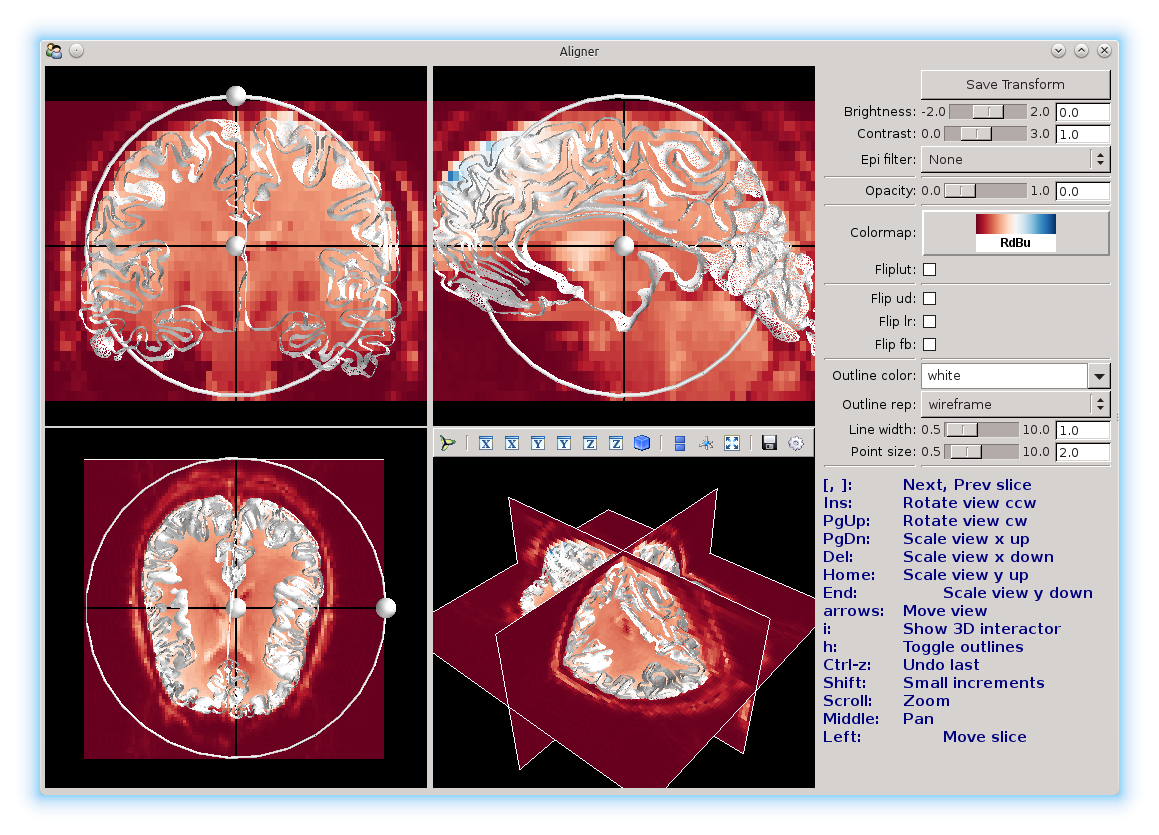 Aligner
Save Transform
Brightness: -2.0 2.0 0.0
Contrast: 0.0 3.0 1.0
Epi filter: None
Opacity: 0.0 1.0 0.0
Colormap: RdBu
Fliplut:
Flip ud:
Flip lr:
Flip fb:
Outline color: white
Outline rep: wireframe
Line width: 0.5 10.0 1.0
Point size: 0.5 10.0 2.0
X X Y Y Z Z
[, ]: Next, Prev slice
Ins: Rotate view ccw
PgUp: Rotate view cw
PgDn: Scale view x up
Del: Scale view x down
Home: Scale view y up
End: Scale view y down
arrows: Move view
i: Show 3D interactor
h: Toggle outlines
Ctrl-z: Undo last
Shift: Small increments
Scroll: Zoom
Middle: Pan
Left: Move slice